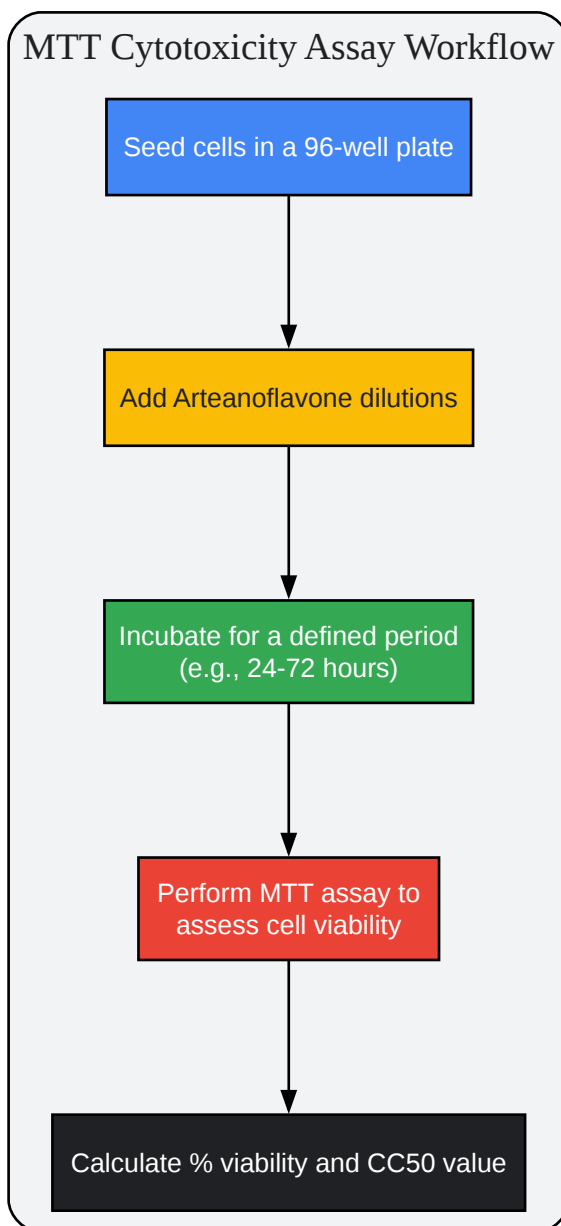 MTT Cytotoxicity Assay Workflow
Seed cells in a 96-well plate
Add Arteanoflavone dilutions
Incubate for a defined period
(e.g., 24-72 hours)
Perform MTT assay to
assess cell viability
Calculate % viability and CC50 value